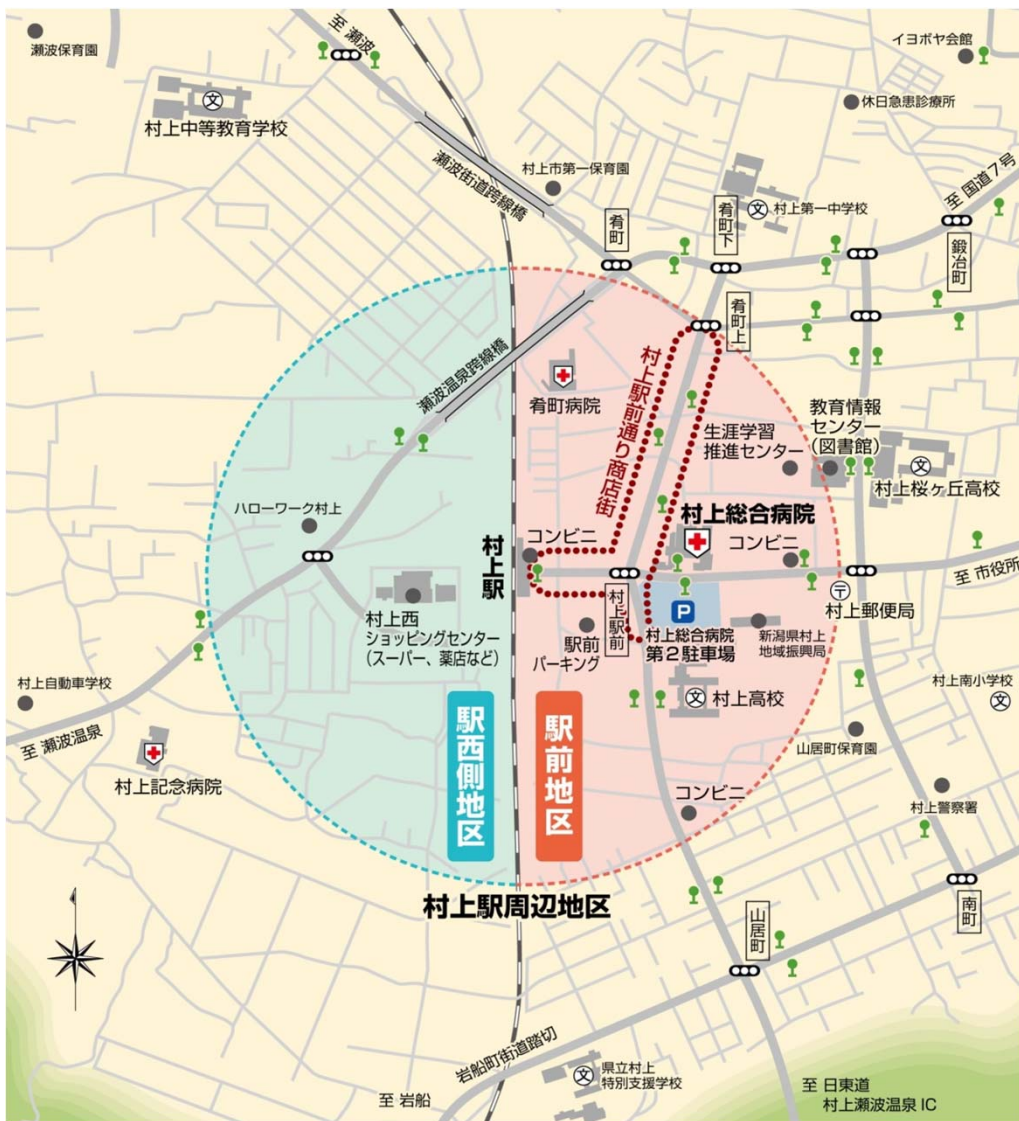 至 瀬波
瀬波保育園
イヨボヤ会館
文
村上中等教育学校
休日急患診療所
瀬波街道跨線橋
村上市第一保育園
文
村上第一中学校
至 国道7号
肴町
肴町下
鍛冶町
肴町上
瀬波温泉跨線橋
肴町病院
村上駅前通り商店街
生涯学習
推進センター
教育情報
センター
(図書館)
文
村上桜ヶ丘高校
ハローワーク村上
村上駅
コンビニ
村上総合病院
コンビニ
至 市役所
村上西
ショッピングセンター
(スーパー、薬店など)
駅前
パーキング
村上駅前
P
村上総合病院
第2駐車場
新潟県村上
地域振興局
〒
村上郵便局
村上自動車学校
至 瀬波温泉
村上記念病院
駅西側地区
駅前地区
文
村上高校
村上南小学校
文
山居町保育園
コンビニ
村上警察署
村上駅周辺地区
山居町
南町
岩船町街道踏切
至 岩船
文
県立村上
特別支援学校
至 日東道
村上瀬波温泉 IC